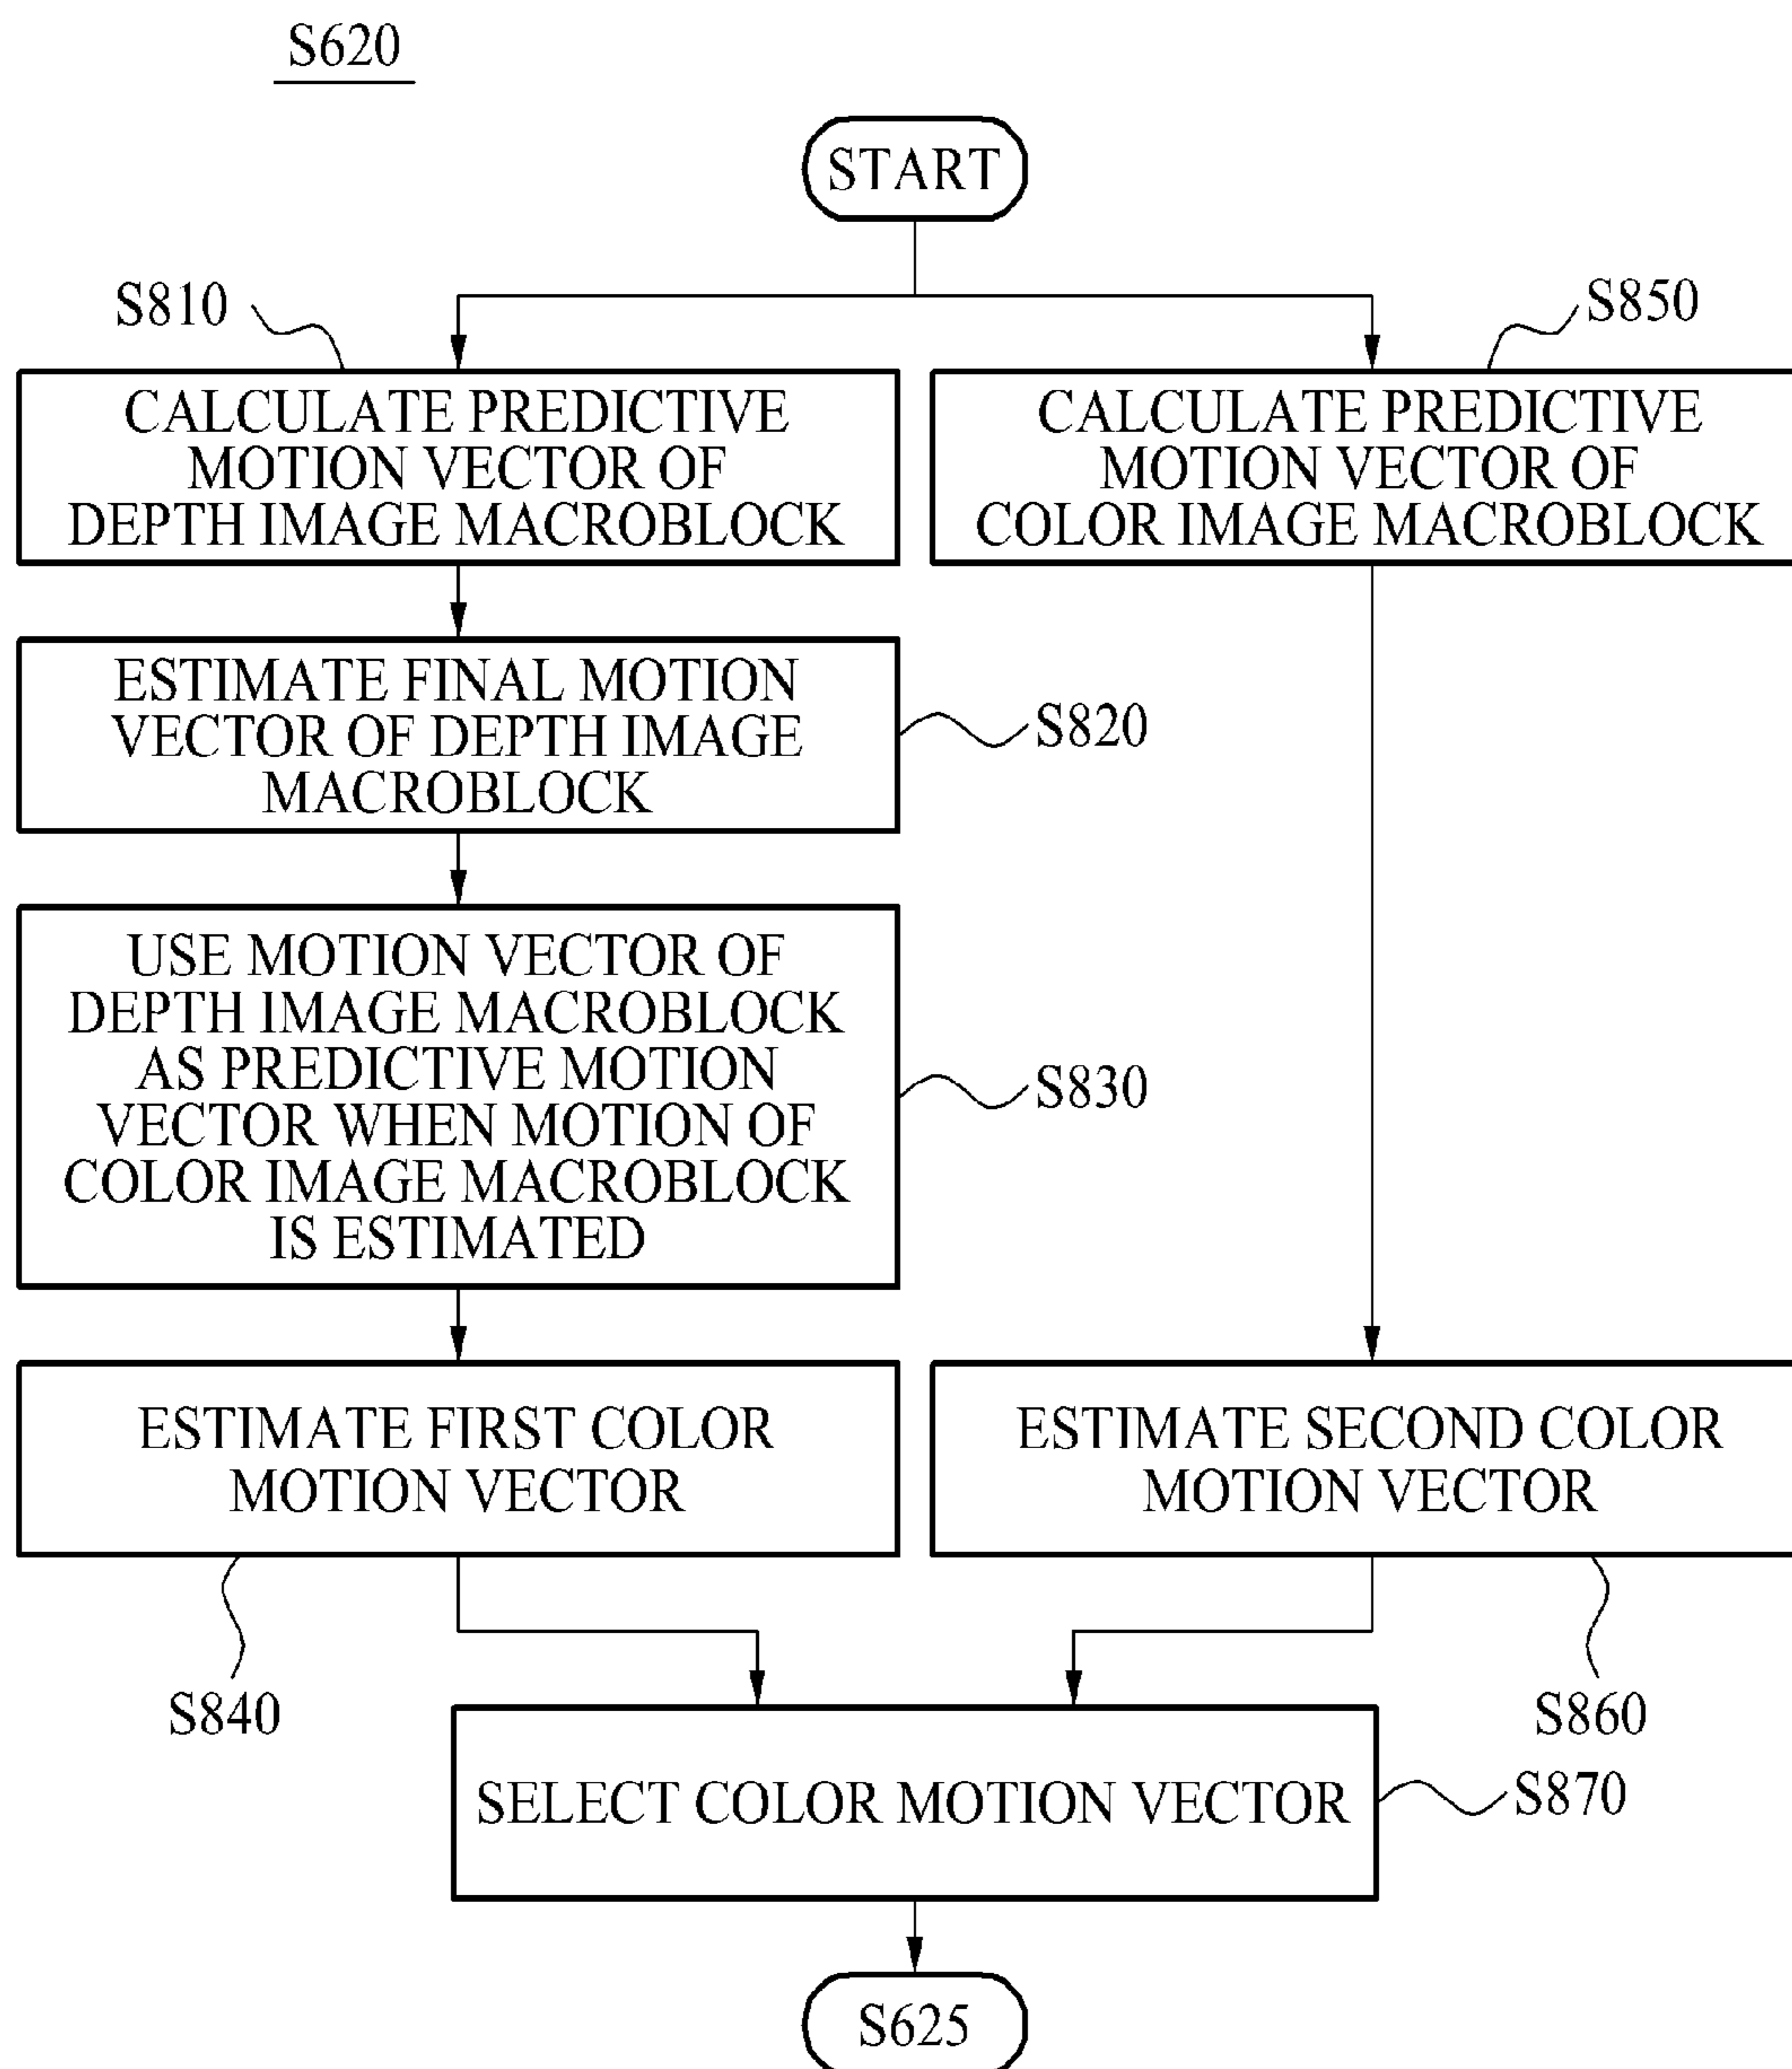 S620
START
S810
S850
CALCULATE PREDICTIVE
MOTION VECTOR OF
DEPTH IMAGE MACROBLOCK
CALCULATE PREDICTIVE
MOTION VECTOR OF
COLOR IMAGE MACROBLOCK
ESTIMATE FINAL MOTION
VECTOR OF DEPTH IMAGE
MACROBLOCK
S820
USE MOTION VECTOR OF
DEPTH IMAGE MACROBLOCK
AS PREDICTIVE MOTION
VECTOR WHEN MOTION OF
COLOR IMAGE MACROBLOCK
IS ESTIMATED
S830
ESTIMATE FIRST COLOR
MOTION VECTOR
ESTIMATE SECOND COLOR
MOTION VECTOR
S840
S860
SELECT COLOR MOTION VECTOR
S870
S625